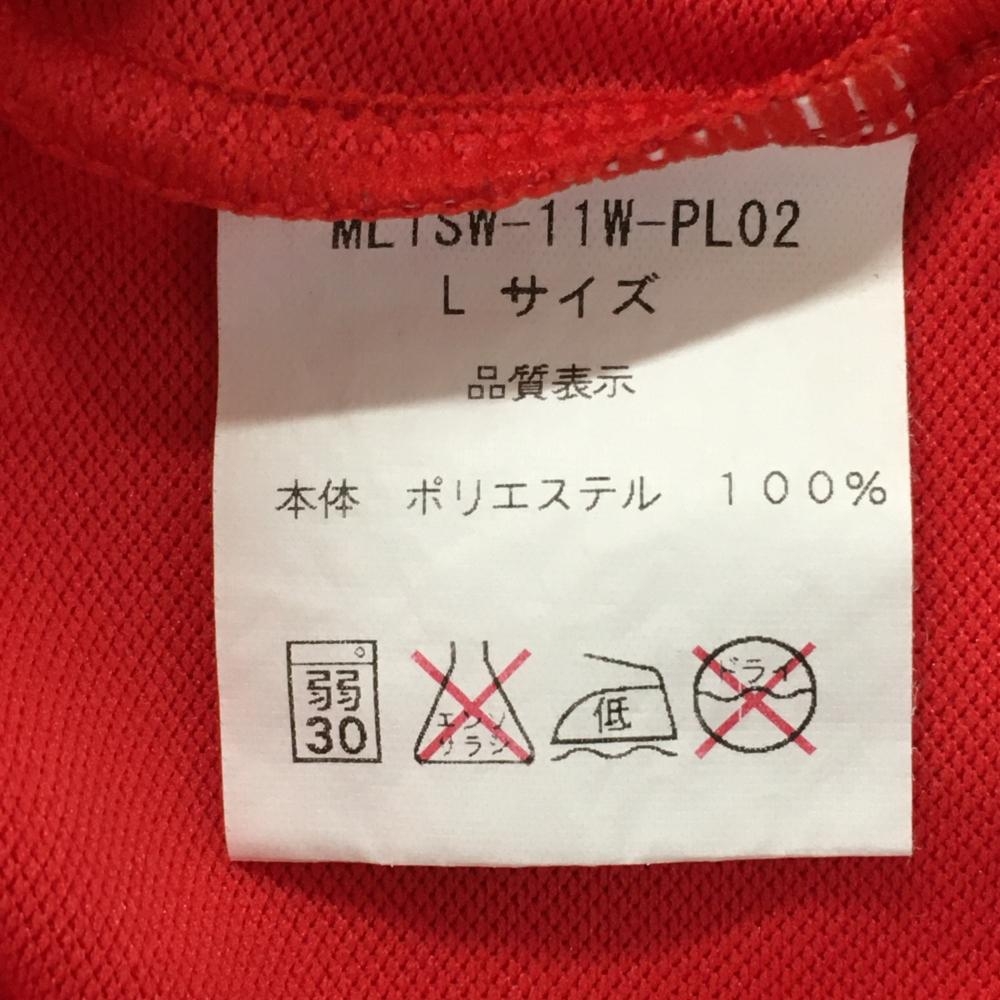 ML1SW-11W-PL02
L サイズ
品質表示
本体 ポリエステル 100%
弱 エンソ 低 ドライ
30 サラシ